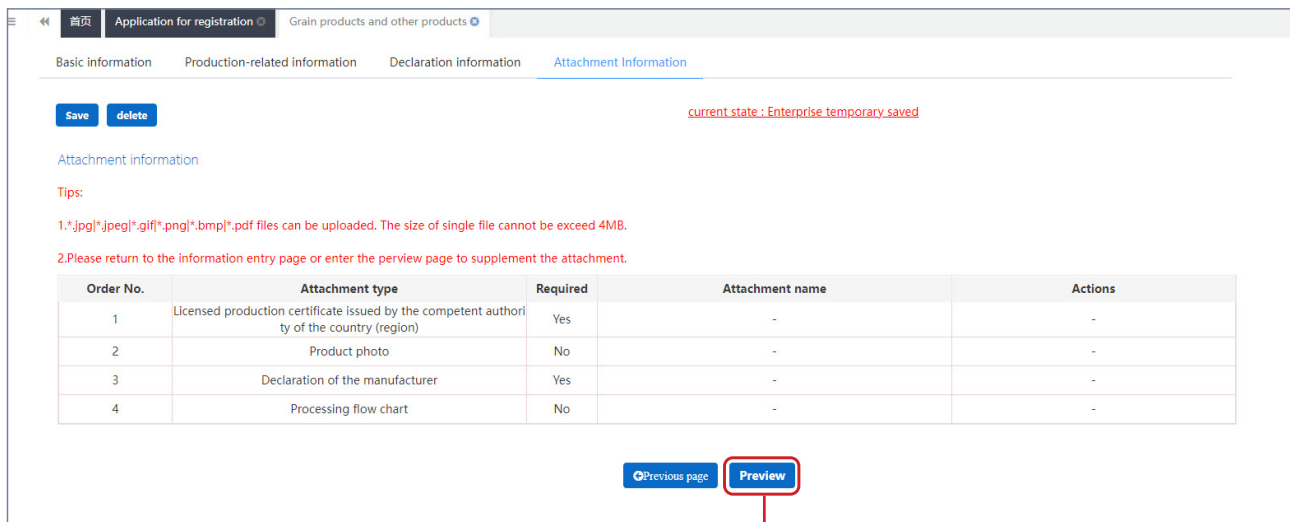 首页 Application for registration Grain products and other products
Basic information Production-related information Declaration information Attachment Information
Save delete current state : Enterprise temporary saved
Attachment information
Tips:
1.*.jpg|*.jpeg|*.gif|*.png|*.bmp|*.pdf files can be uploaded. The size of single file cannot be exceed 4MB.
2.Please return to the information entry page or enter the perview page to supplement the attachment.
Order No. Attachment type Required Attachment name Actions
1 Licensed production certificate issued by the competent authori
ty of the country (region) Yes - -
2 Product photo No - -
3 Declaration of the manufacturer Yes - -
4 Processing flow chart No - -
Previous page Preview